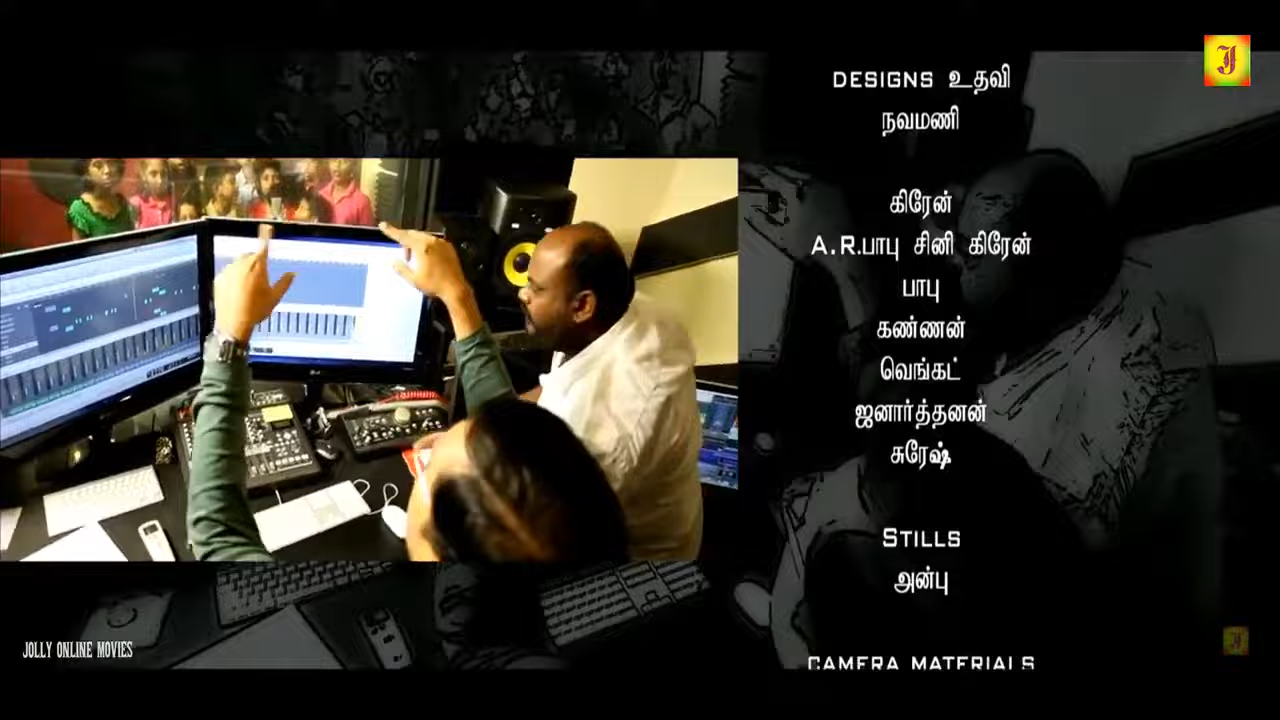 DESIGNS உதவி
நவமணி
கிரேன்
A.R.பாபு சினி கிரேன்
பாபு
கண்ணன்
வெங்கட்
ஜனார்த்தனன்
சுரேஷ்
STILLS
அன்பு
CAMERA MATERIALS
JOLLY ONLINE MOVIES
J
J